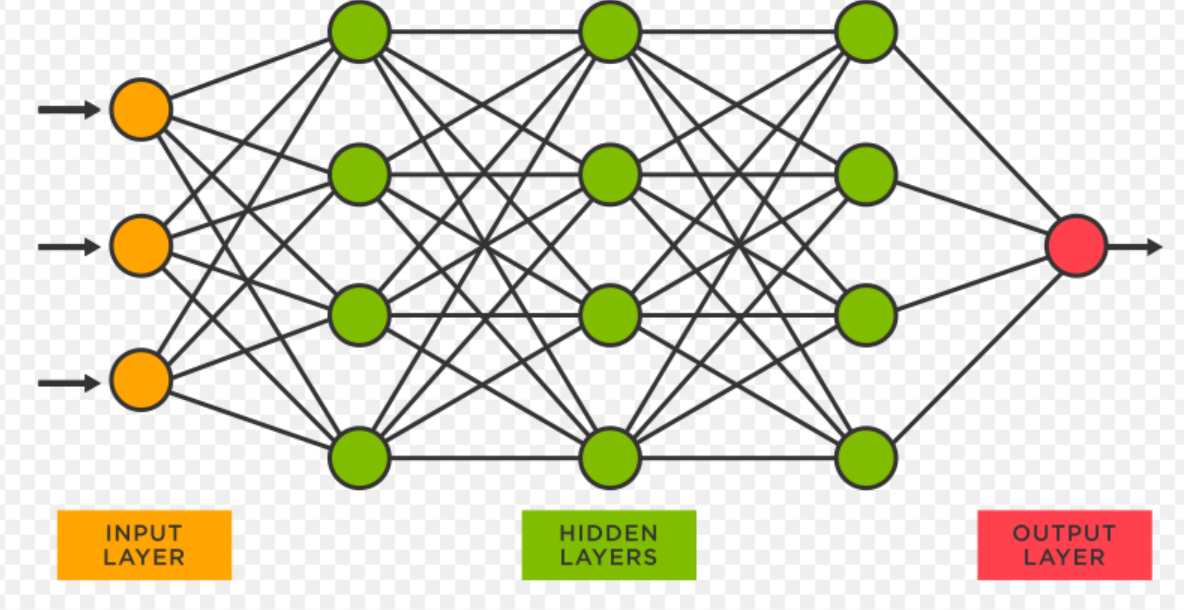 INPUT
LAYER
HIDDEN
LAYERS
OUTPUT
LAYER